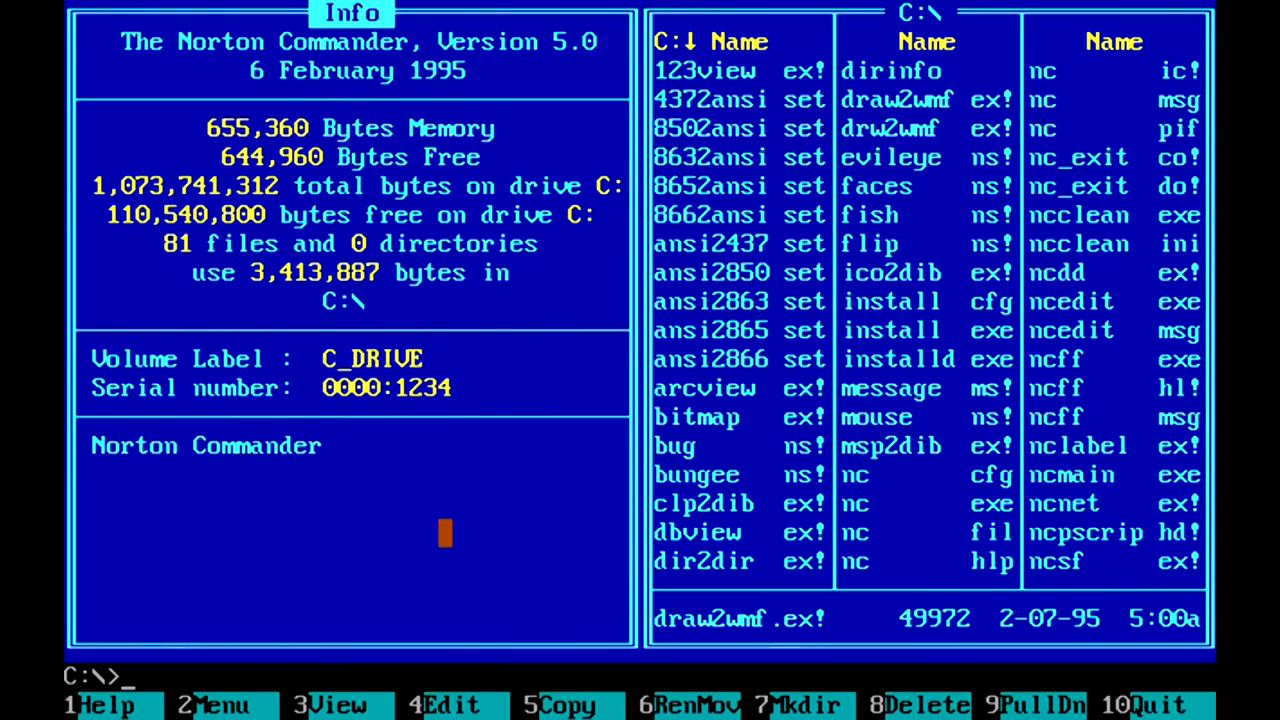 Info
The Norton Commander, Version 5.0
6 February 1995
655,360 Bytes Memory
644,960 Bytes Free
1,073,741,312 total bytes on drive C:
110,540,800 bytes free on drive C:
81 files and 0 directories
use 3,413,887 bytes in
C:\
Volume Label : C_DRIVE
Serial number: 0000:1234
Norton Commander
C:\
C:↓ Name Name Name
123view ex! dirinfo nc ic!
4372ansi set draw2wmf ex! nc msg
8502ansi set drw2wmf ex! nc pif
8632ansi set evileye ns! nc_exit co!
8652ansi set faces ns! nc_exit do!
8662ansi set fish ns! ncclean exe
ansi2437 set flip ns! ncclean ini
ansi2850 set ico2dib ex! ncdd ex!
ansi2863 set install cfg ncedit exe
ansi2865 set install exe ncedit msg
ansi2866 set installd exe ncff exe
arcview ex! message ms! ncff hl!
bitmap ex! mouse ns! ncff msg
bug ns! msp2dib ex! nclabel ex!
bungee ns! nc cfg ncmain exe
clp2dib ex! nc exe ncnet ex!
dbview ex! nc fil ncpscrip hd!
dir2dir ex! nc hlp ncsf ex!
draw2wmf.ex! 49972 2-07-95 5:00a
C:\>_
1Help 2Menu 3View 4Edit 5Copy 6RenMov 7Mkdir 8Delete 9PullDn 10Quit